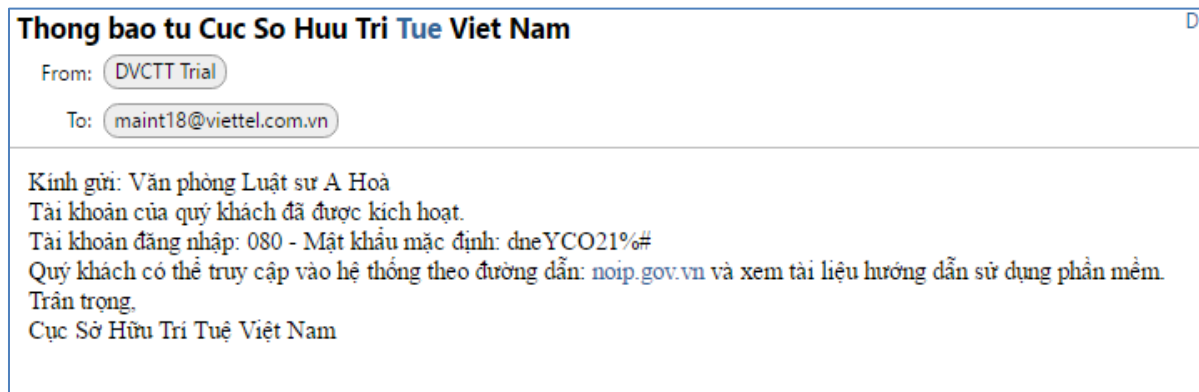 Thong bao tu Cuc So Huu Tri Tue Viet Nam
D
From: DVCTT Trial
To: maint18@viettel.com.vn
Kính gửi: Văn phòng Luật sư A Hoà
Tài khoản của quý khách đã được kích hoạt.
Tài khoản đăng nhập: 080 - Mật khẩu mặc định: dneYCO21%#
Quý khách có thể truy cập vào hệ thống theo đường dẫn: noip.gov.vn và xem tài liệu hướng dẫn sử dụng phần mềm.
Trân trọng,
Cục Sở Hữu Trí Tuệ Việt Nam